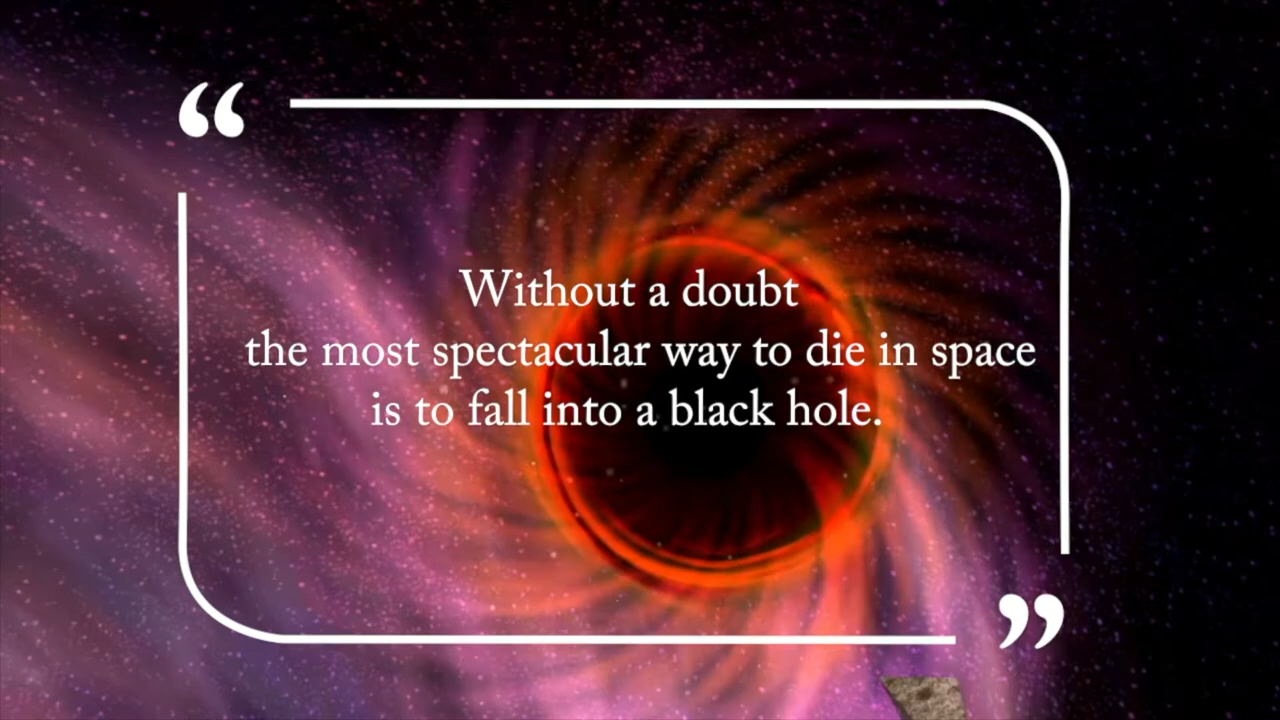 “
Without a doubt
the most spectacular way to die in space
is to fall into a black hole.
”